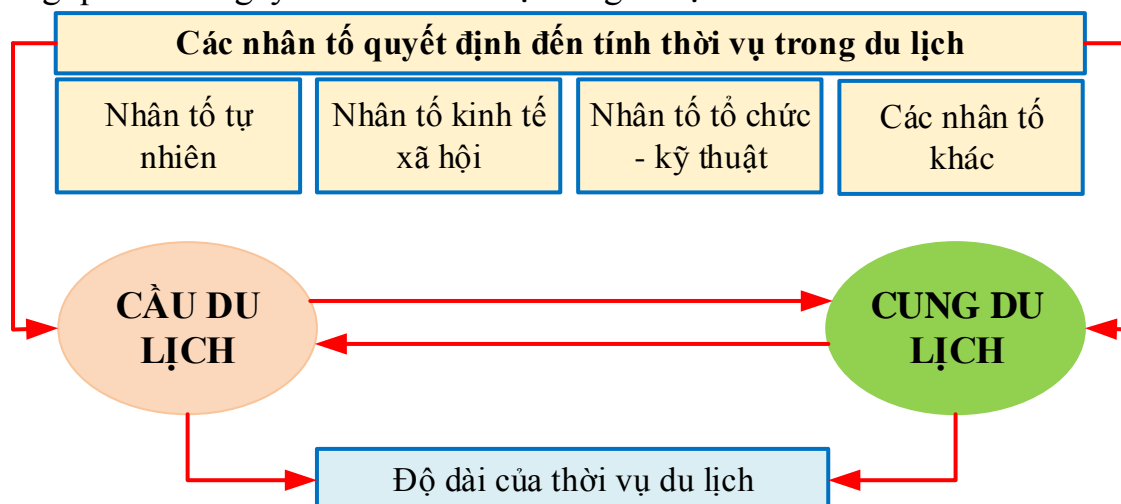 Các nhân tố quyết định đến tính thời vụ trong du lịch
Nhân tố tự
nhiên
Nhân tố kinh tế
xã hội
Nhân tố tổ chức
- kỹ thuật
Các nhân tố
khác
CẦU DU
LỊCH
CUNG DU
LỊCH
Độ dài của thời vụ du lịch